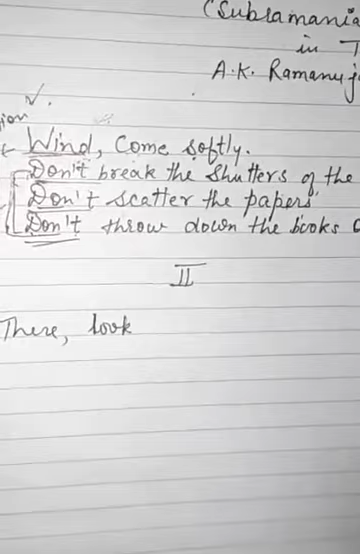 (Subramania
in T
A.K. Ramanuj
ion
Wind, Come softly.
Don't break the Shutters of the
Don't scatter the papers
Don't throw down the books
II
There, look